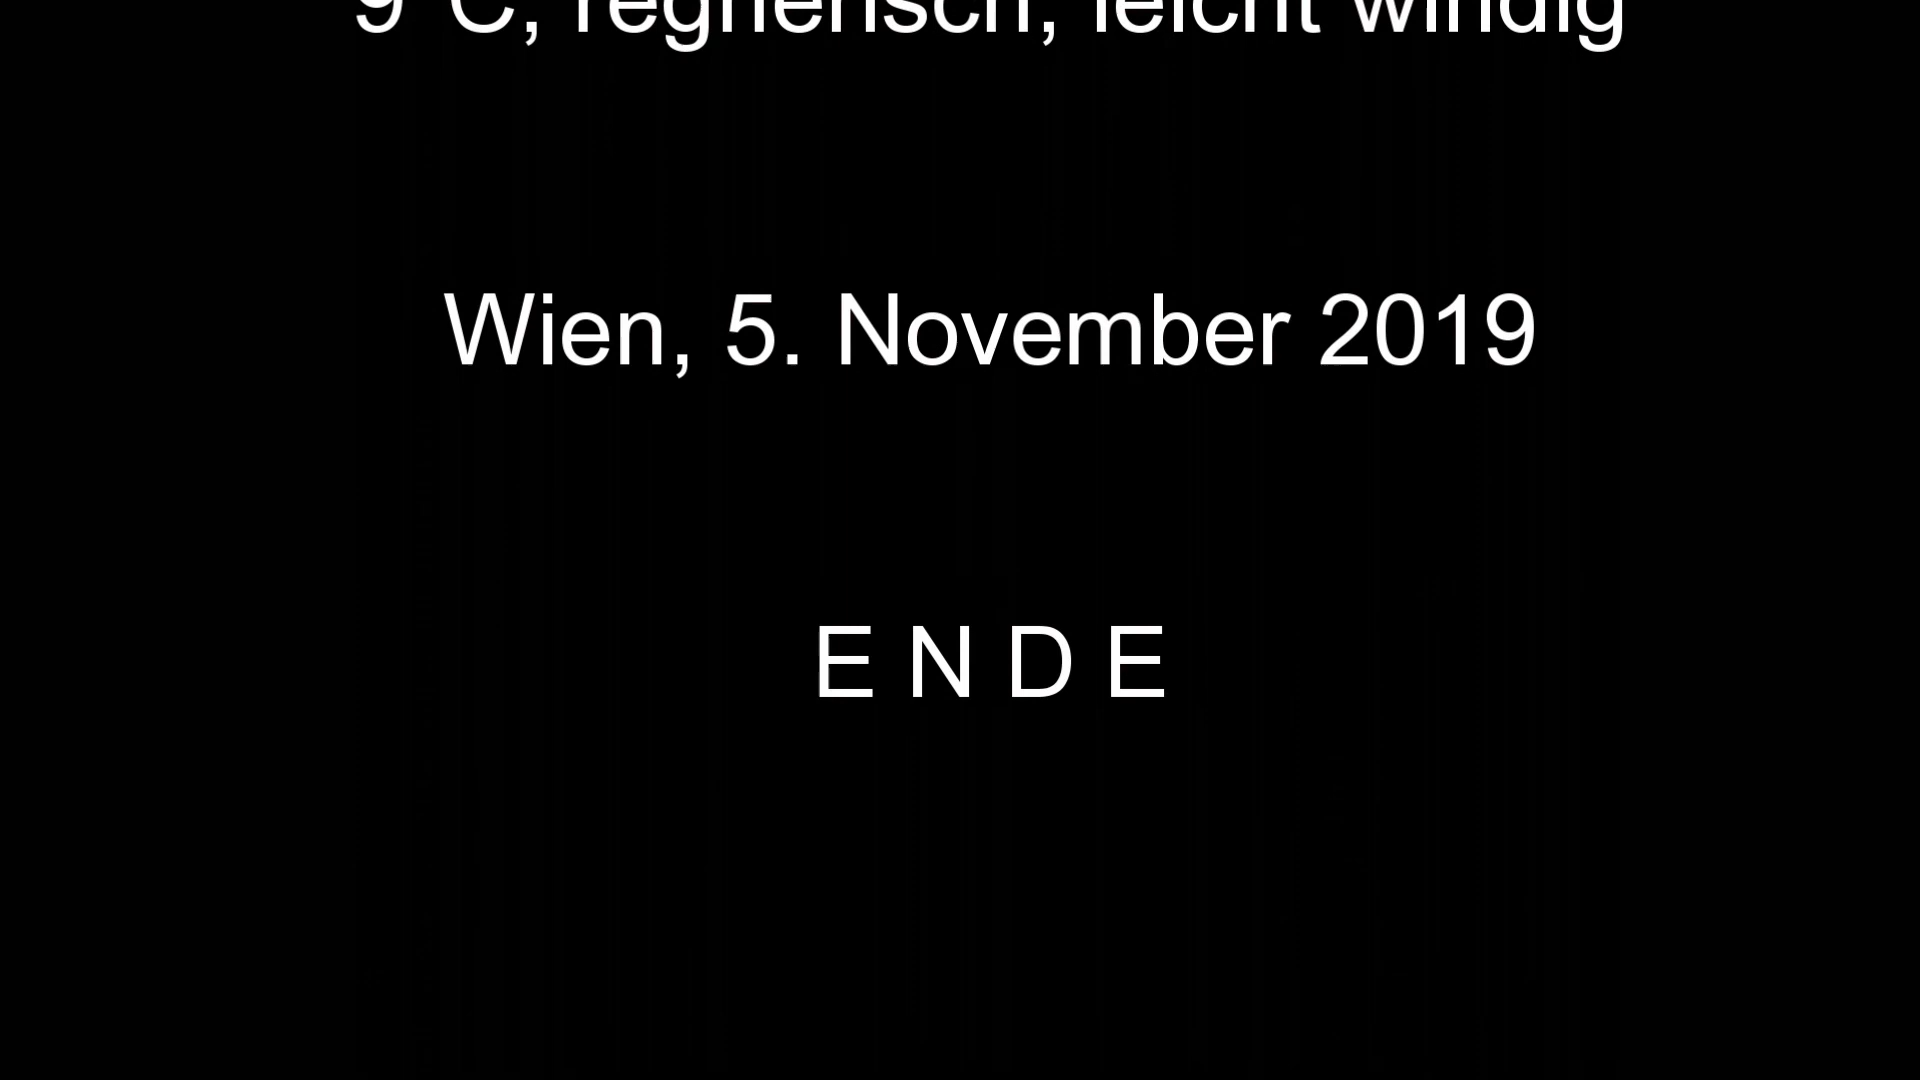 9°C, regnerisch, leicht windig
Wien, 5. November 2019
E N D E